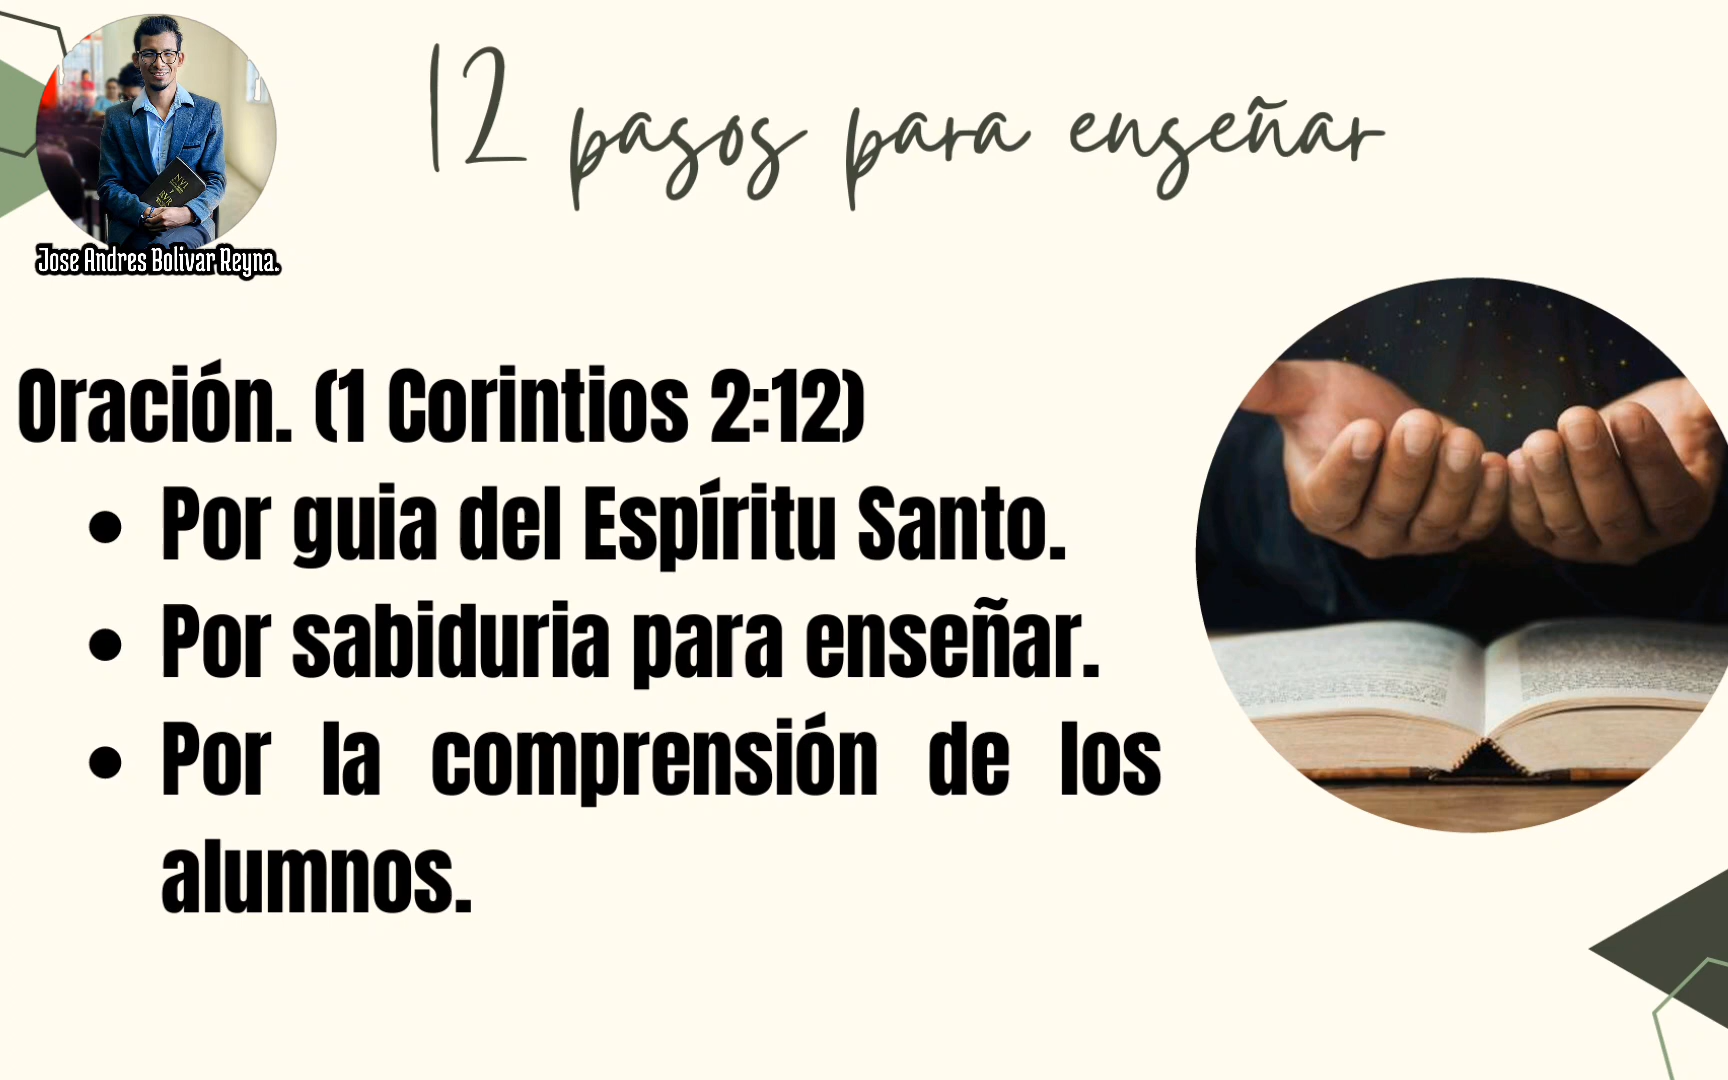 12 pasos para enseñar
Jose Andres Bolivar Reyna.
Oración. (1 Corintios 2:12)
• Por guia del Espíritu Santo.
• Por sabiduria para enseñar.
• Por la comprensión de los
alumnos.